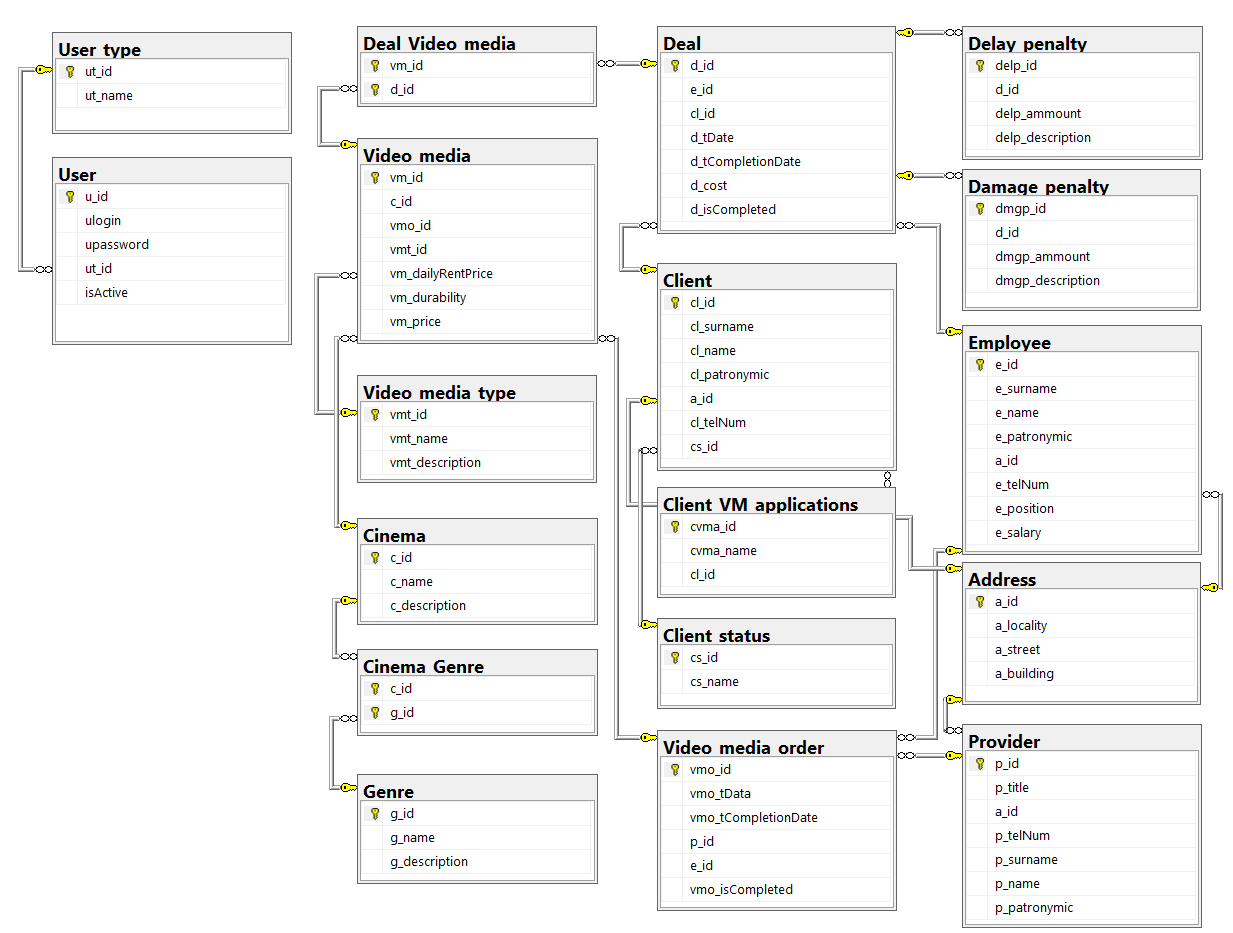 User type
ut_id
ut_name
User
u_id
ulogin
upassword
ut_id
isActive
Deal Video media
vm_id
d_id
Video media
vm_id
c_id
vmo_id
vmt_id
vm_dailyRentPrice
vm_durability
vm_price
Video media type
vmt_id
vmt_name
vmt_description
Cinema
c_id
c_name
c_description
Cinema Genre
c_id
g_id
Genre
g_id
g_name
g_description
Deal
d_id
e_id
cl_id
d_tDate
d_tCompletionDate
d_cost
d_isCompleted
Client
cl_id
cl_surname
cl_name
cl_patronymic
a_id
cl_telNum
cs_id
Client VM applications
cvma_id
cvma_name
cl_id
Client status
cs_id
cs_name
Video media order
vmo_id
vmo_tData
vmo_tCompletionDate
p_id
e_id
vmo_isCompleted
Delay penalty
delp_id
d_id
delp_ammount
delp_description
Damage penalty
dmgp_id
d_id
dmgp_ammount
dmgp_description
Employee
e_id
e_surname
e_name
e_patronymic
a_id
e_telNum
e_position
e_salary
Address
a_id
a_locality
a_street
a_building
Provider
p_id
p_title
a_id
p_telNum
p_surname
p_name
p_patronymic